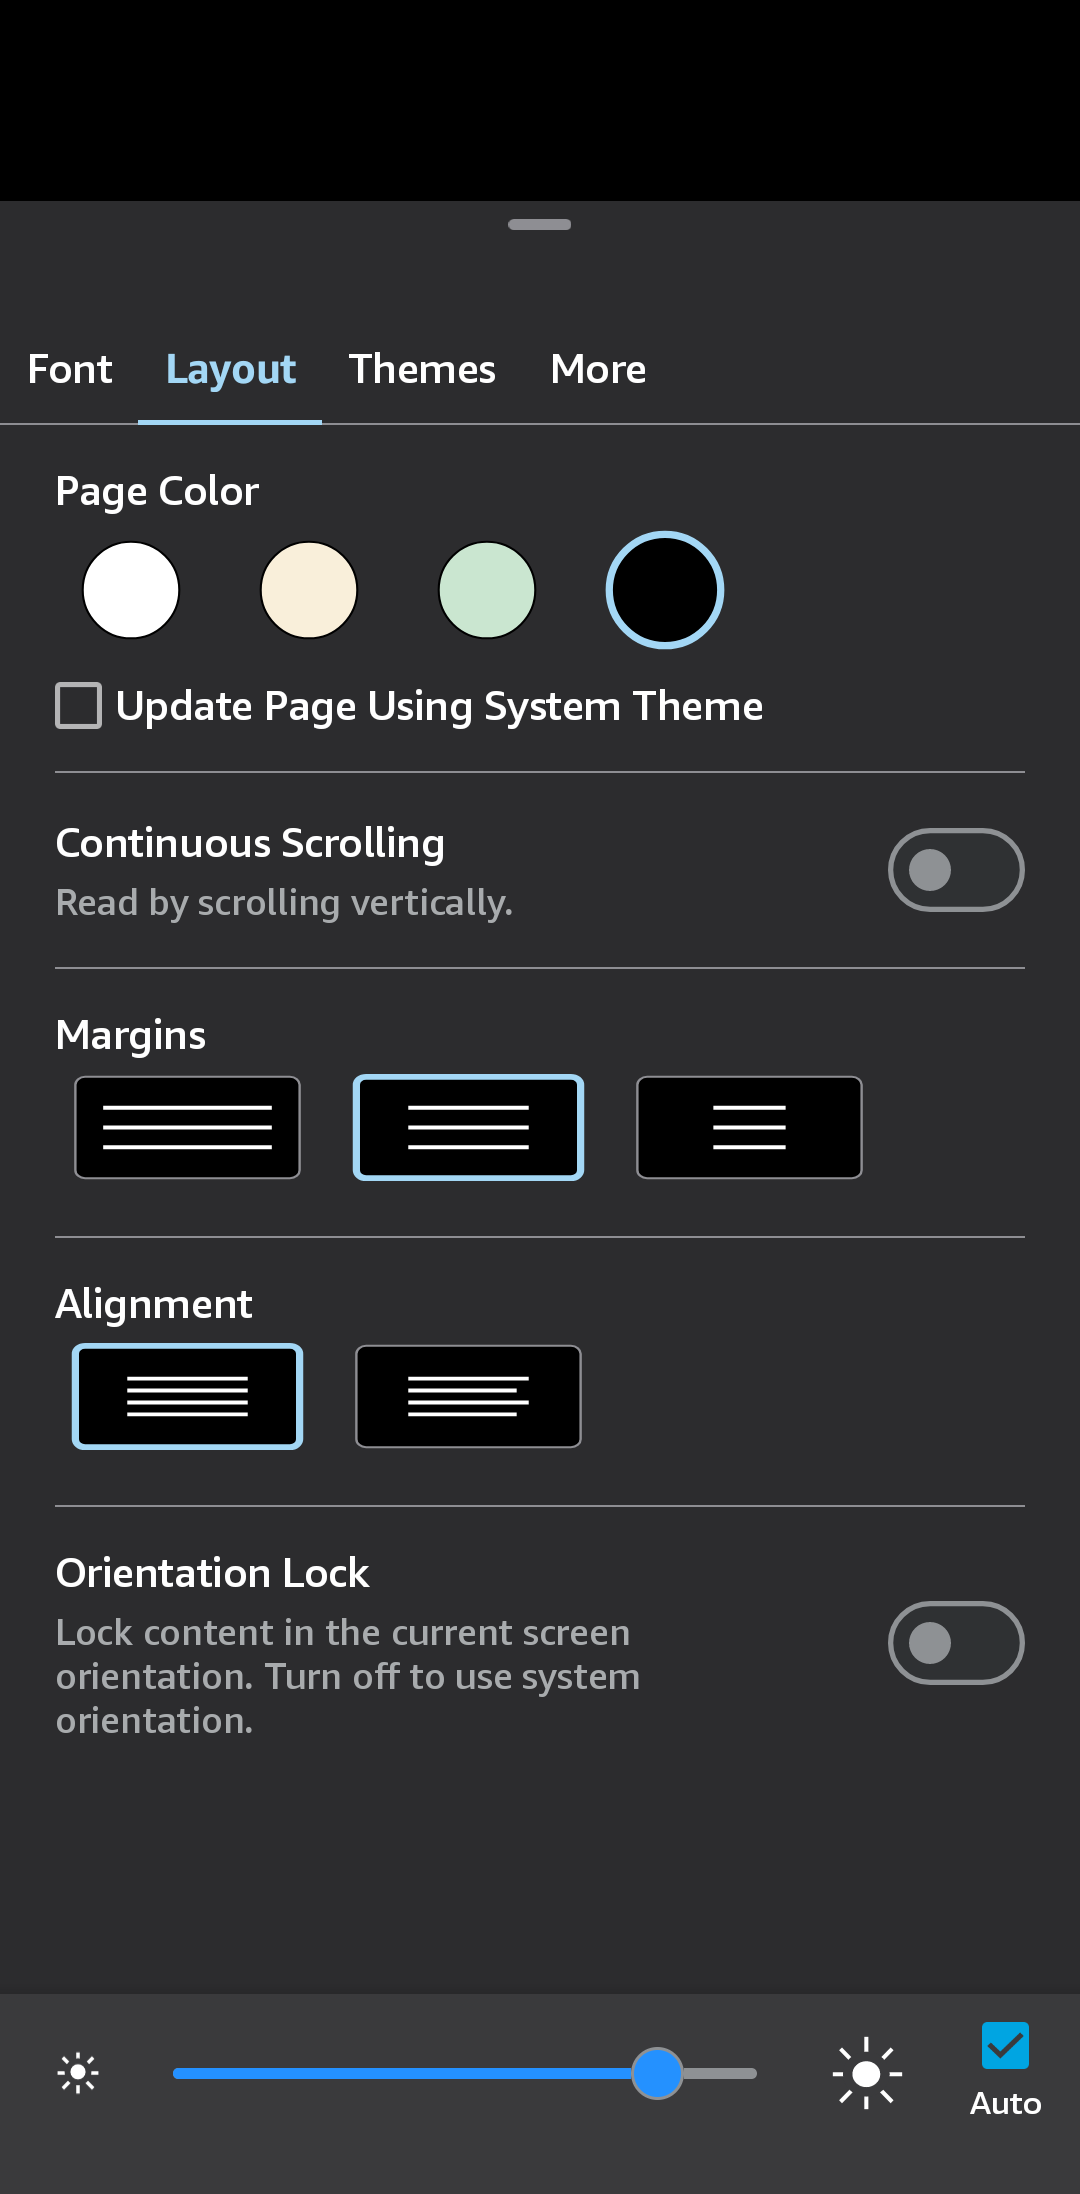 Font Layout Themes More
Page Color
Update Page Using System Theme
Continuous Scrolling
Read by scrolling vertically.
Margins
Alignment
Orientation Lock
Lock content in the current screen
orientation. Turn off to use system
orientation.
Auto